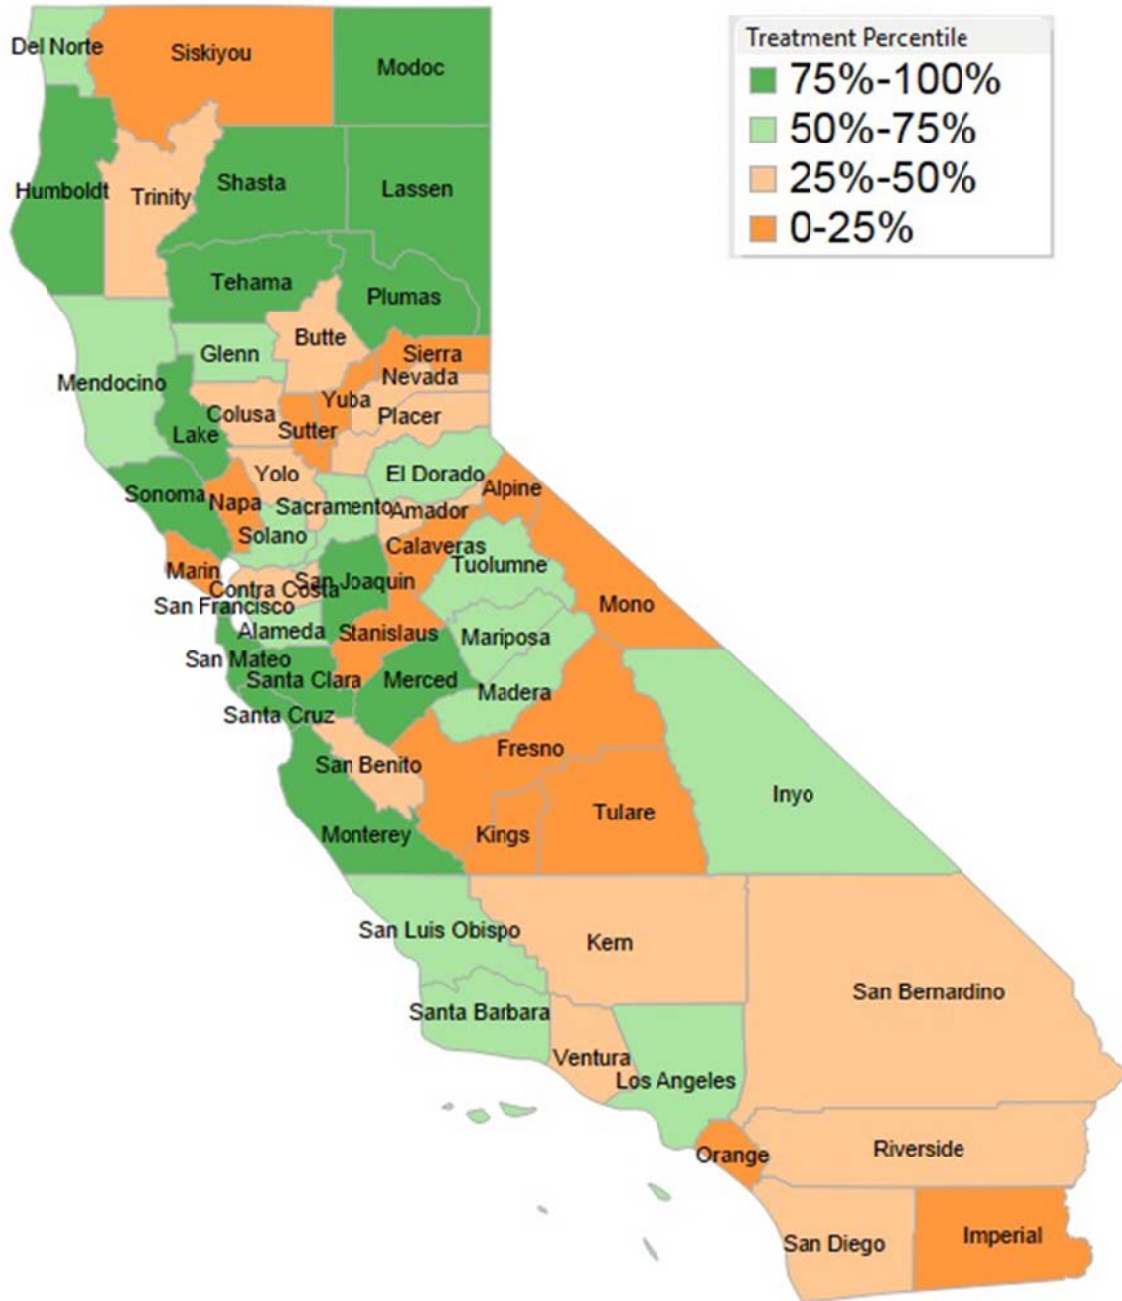 Treatment Percentile
75%-100%
50%-75%
25%-50%
0-25%
Del Norte
Siskiyou
Modoc
Humboldt
Trinity
Shasta
Lassen
Tehama
Plumas
Butte
Glenn
Sierra
Nevada
Mendocino
Yuba
Colusa
Placer
Lake
Sutter
Yolo
El Dorado
Sonoma
Napa
Alpine
Sacramento
Amador
Solano
Calaveras
Tuolumne
Marin
San Joaquin
Contra Costa
San Francisco
Mono
Alameda
Stanislaus
Mariposa
San Mateo
Santa Clara
Merced
Madera
Santa Cruz
Fresno
San Benito
Inyo
Tulare
Monterey
Kings
San Luis Obispo
Kern
San Bernardino
Santa Barbara
Ventura
Los Angeles
Orange
Riverside
San Diego
Imperial